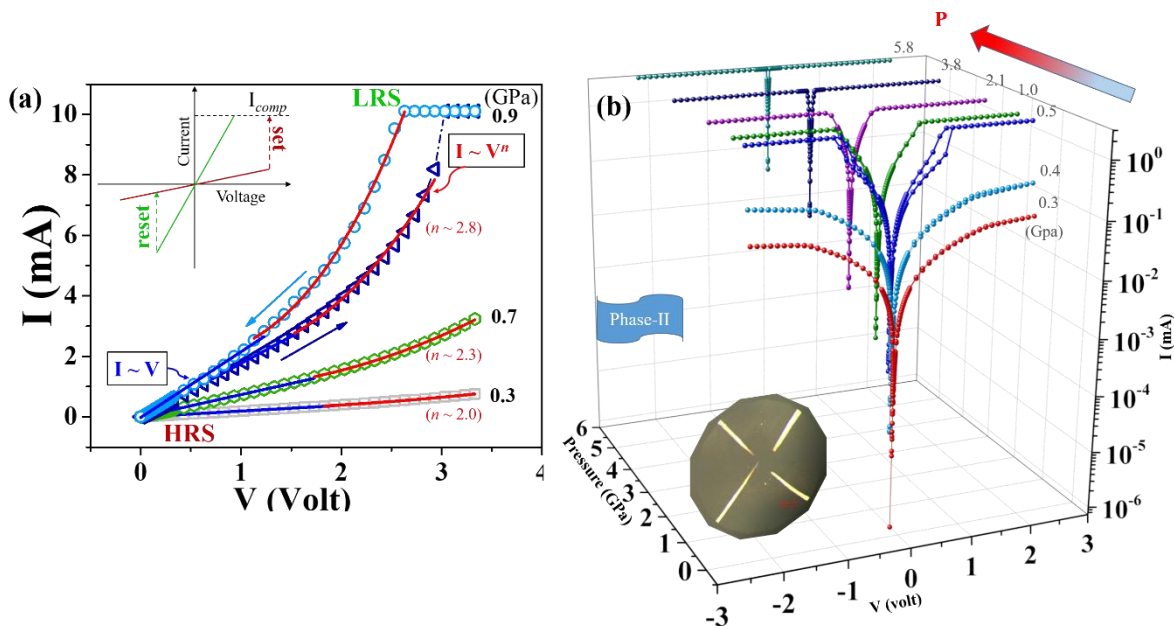 (a)
I (mA)
10
8
6
4
2
0
0
1
2
3
4
V (Volt)
Current
Voltage
I_comp
set
reset
LRS
HRS
(GPa)
0.9
0.7
0.3
I ~ Vⁿ
I ~ V
(n ~ 2.8)
(n ~ 2.3)
(n ~ 2.0)
(b)
P
5.8
3.8
2.1
1.0
0.5
0.4
0.3
(Gpa)
Phase-II
I (mA)
10⁰
10⁻¹
10⁻²
10⁻³
10⁻⁴
10⁻⁵
10⁻⁶
Pressure (GPa)
6
5
4
3
2
1
0
-3
-2
-1
0
1
2
3
V (volt)